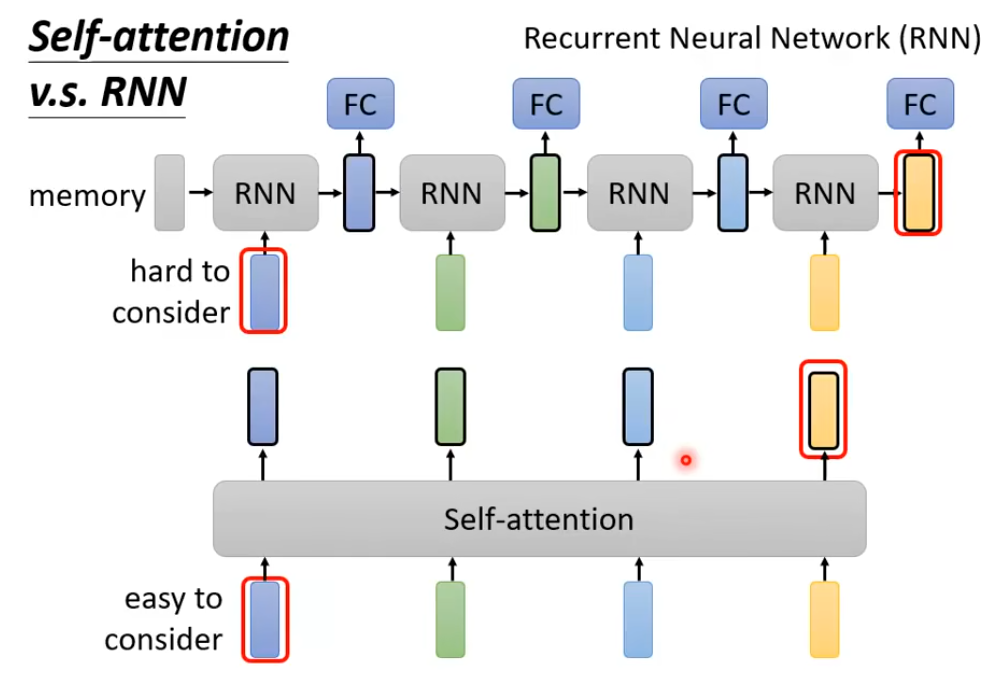 Self-attention
v.s. RNN
Recurrent Neural Network (RNN)
FC
FC
FC
FC
memory
RNN
RNN
RNN
RNN
hard to
consider
Self-attention
easy to
consider